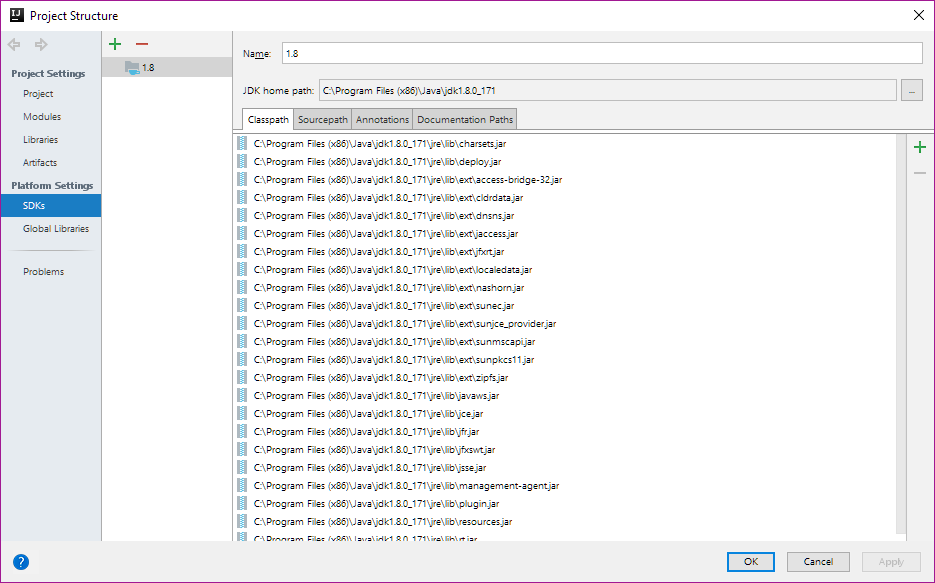 Project Structure
Project Settings
Project
Modules
Libraries
Artifacts
Platform Settings
SDKs
Global Libraries
Problems
1.8
Name: 1.8
JDK home path: C:\Program Files (x86)\Java\jdk1.8.0_171
Classpath Sourcepath Annotations Documentation Paths
C:\Program Files (x86)\Java\jdk1.8.0_171\jre\lib\charsets.jar
C:\Program Files (x86)\Java\jdk1.8.0_171\jre\lib\deploy.jar
C:\Program Files (x86)\Java\jdk1.8.0_171\jre\lib\ext\access-bridge-32.jar
C:\Program Files (x86)\Java\jdk1.8.0_171\jre\lib\ext\cldrdata.jar
C:\Program Files (x86)\Java\jdk1.8.0_171\jre\lib\ext\dnsns.jar
C:\Program Files (x86)\Java\jdk1.8.0_171\jre\lib\ext\jaccess.jar
C:\Program Files (x86)\Java\jdk1.8.0_171\jre\lib\ext\jfxrt.jar
C:\Program Files (x86)\Java\jdk1.8.0_171\jre\lib\ext\localedata.jar
C:\Program Files (x86)\Java\jdk1.8.0_171\jre\lib\ext\nashorn.jar
C:\Program Files (x86)\Java\jdk1.8.0_171\jre\lib\ext\sunec.jar
C:\Program Files (x86)\Java\jdk1.8.0_171\jre\lib\ext\sunjce_provider.jar
C:\Program Files (x86)\Java\jdk1.8.0_171\jre\lib\ext\sunmscapi.jar
C:\Program Files (x86)\Java\jdk1.8.0_171\jre\lib\ext\sunpkcs11.jar
C:\Program Files (x86)\Java\jdk1.8.0_171\jre\lib\ext\zipfs.jar
C:\Program Files (x86)\Java\jdk1.8.0_171\jre\lib\javaws.jar
C:\Program Files (x86)\Java\jdk1.8.0_171\jre\lib\jce.jar
C:\Program Files (x86)\Java\jdk1.8.0_171\jre\lib\jfr.jar
C:\Program Files (x86)\Java\jdk1.8.0_171\jre\lib\jfxswt.jar
C:\Program Files (x86)\Java\jdk1.8.0_171\jre\lib\jsse.jar
C:\Program Files (x86)\Java\jdk1.8.0_171\jre\lib\management-agent.jar
C:\Program Files (x86)\Java\jdk1.8.0_171\jre\lib\plugin.jar
C:\Program Files (x86)\Java\jdk1.8.0_171\jre\lib\resources.jar
C:\Program Files (x86)\Java\jdk1.8.0_171\jre\lib\rt.jar
OK Cancel Apply